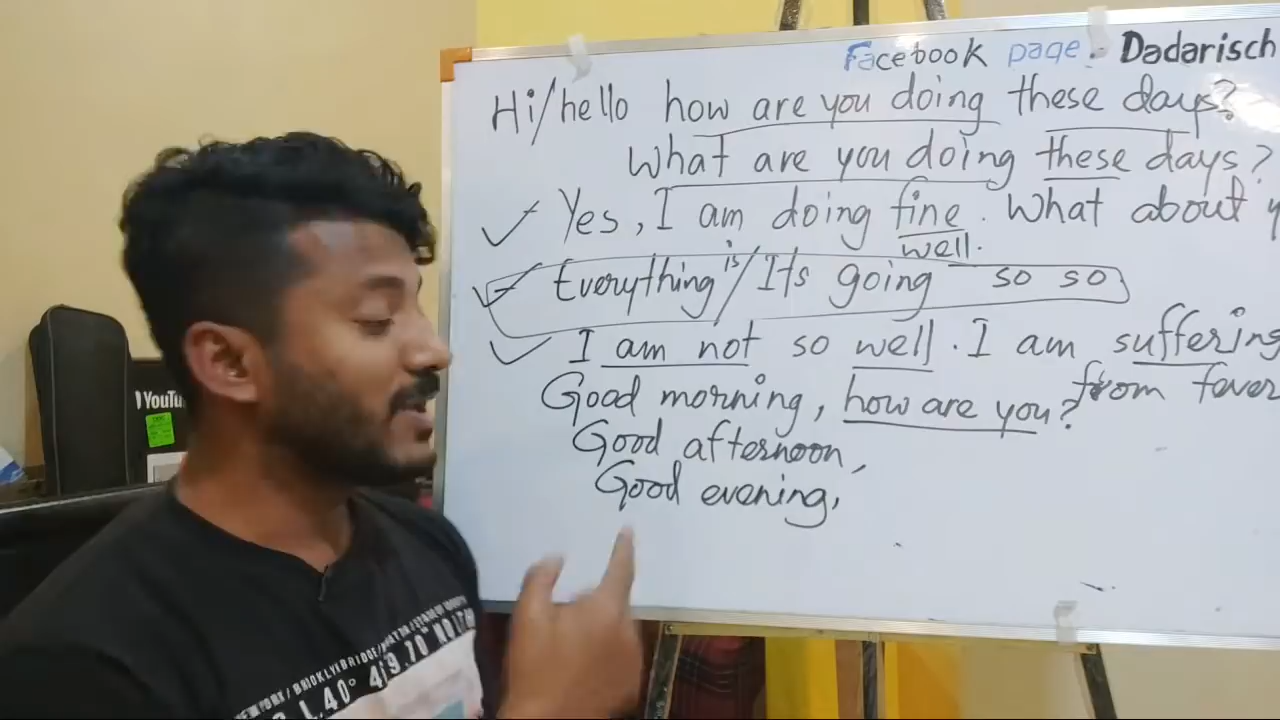 Facebook page:- Dadarisch
Hi/hello how are you doing these days?
What are you doing these days?
Yes, I am doing fine. What about y
well.
Everything is/Its going so so
I am not so well. I am suffering
from fever
Good morning, how are you?
Good afternoon,
Good evening,
YouTu